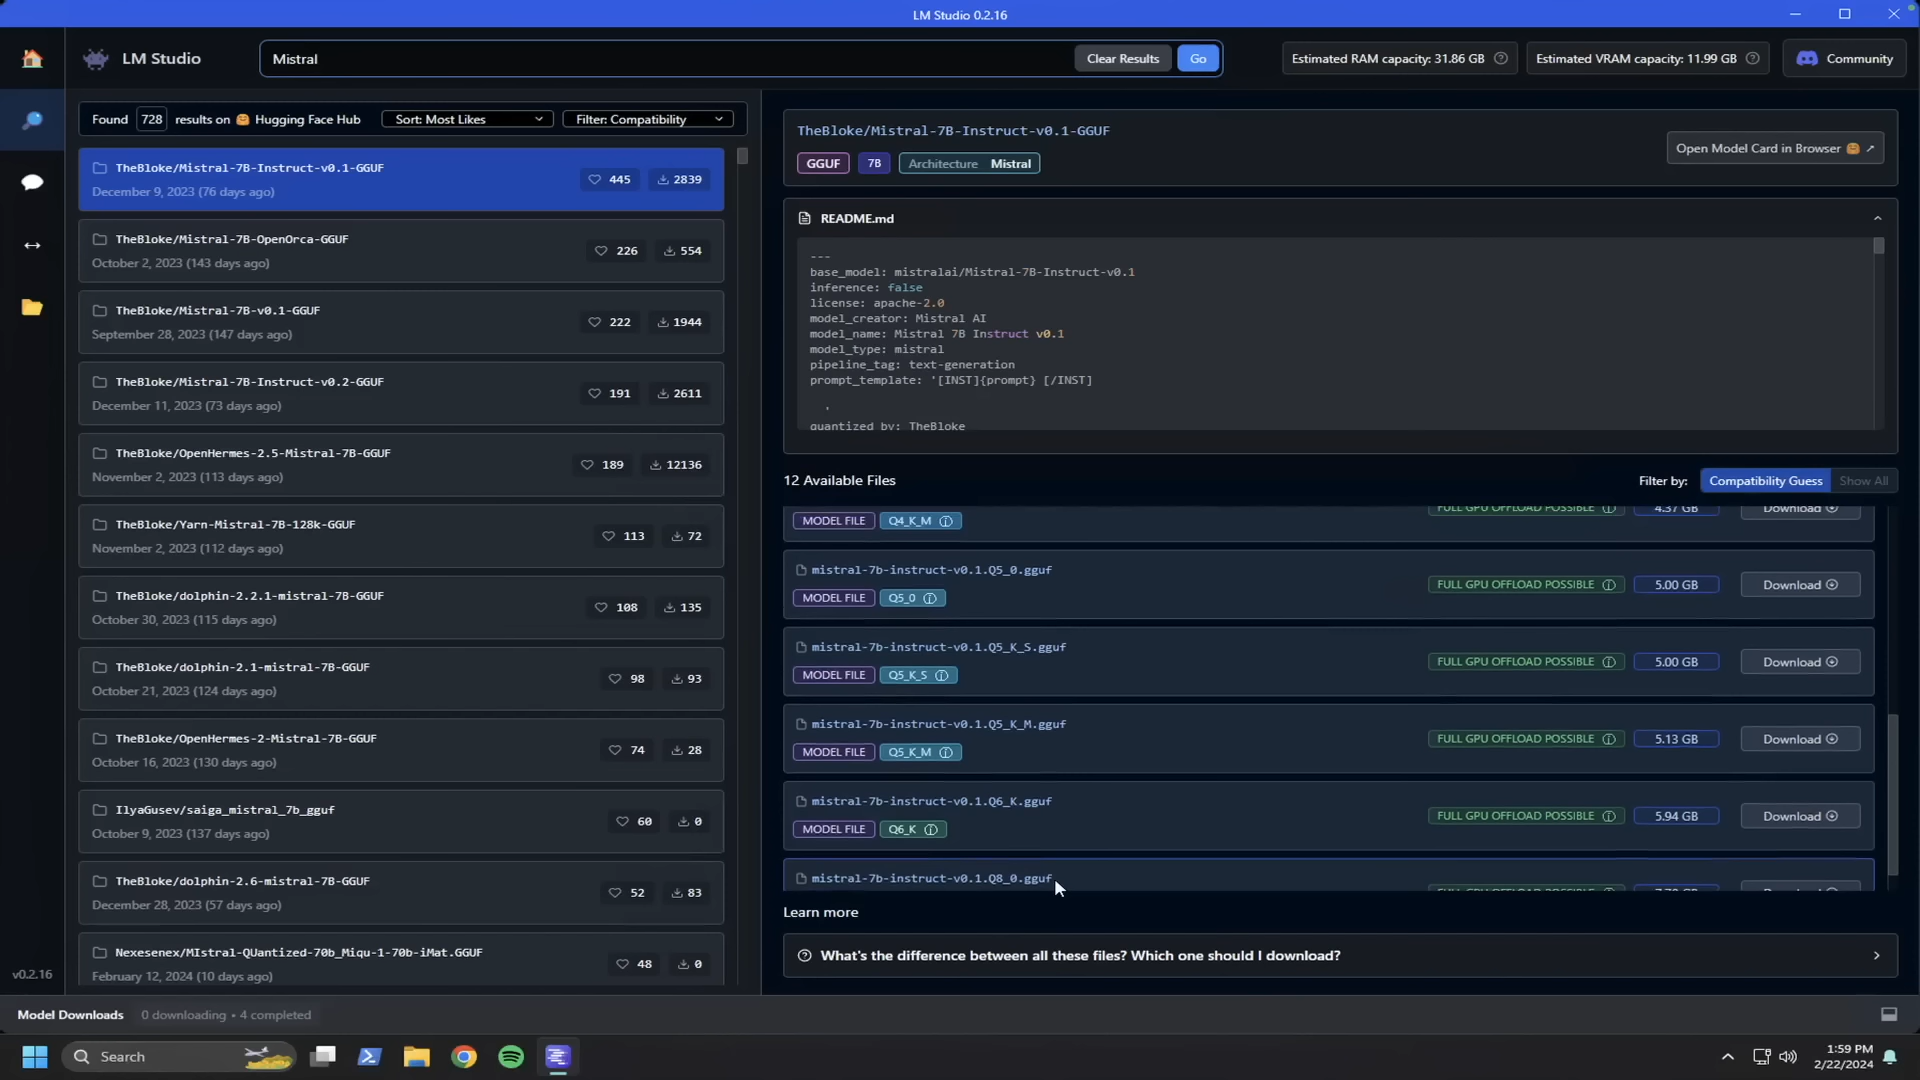 LM Studio 0.2.16
LM Studio
Mistral
Clear Results
Go
Estimated RAM capacity: 31.86 GB
Estimated VRAM capacity: 11.99 GB
Community
Found 728 results on Hugging Face Hub
Sort: Most Likes
Filter: Compatibility
TheBloke/Mistral-7B-Instruct-v0.1-GGUF
December 9, 2023 (76 days ago)
445
2839
TheBloke/Mistral-7B-OpenOrca-GGUF
October 2, 2023 (143 days ago)
226
554
TheBloke/Mistral-7B-v0.1-GGUF
September 28, 2023 (147 days ago)
222
1944
TheBloke/Mistral-7B-Instruct-v0.2-GGUF
December 11, 2023 (73 days ago)
191
2611
TheBloke/OpenHermes-2.5-Mistral-7B-GGUF
November 2, 2023 (113 days ago)
189
12136
TheBloke/Yarn-Mistral-7B-128k-GGUF
November 2, 2023 (112 days ago)
113
72
TheBloke/dolphin-2.2.1-mistral-7B-GGUF
October 30, 2023 (115 days ago)
108
135
TheBloke/dolphin-2.1-mistral-7B-GGUF
October 21, 2023 (124 days ago)
98
93
TheBloke/OpenHermes-2-Mistral-7B-GGUF
October 16, 2023 (130 days ago)
74
28
IlyaGusev/saiga_mistral_7b_gguf
October 9, 2023 (137 days ago)
60
0
TheBloke/dolphin-2.6-mistral-7B-GGUF
December 28, 2023 (57 days ago)
52
83
Nexesenex/MIstral-QUantized-70b_Miqu-1-70b-iMat.GGUF
February 12, 2024 (10 days ago)
48
0
v0.2.16
TheBloke/Mistral-7B-Instruct-v0.1-GGUF
GGUF
7B
Architecture Mistral
Open Model Card in Browser
README.md
---
base_model: mistralai/Mistral-7B-Instruct-v0.1
inference: false
license: apache-2.0
model_creator: Mistral AI
model_name: Mistral 7B Instruct v0.1
model_type: mistral
pipeline_tag: text-generation
prompt_template: '[INST]{prompt} [/INST]
'
quantized by: TheBloke
12 Available Files
Filter by:
Compatibility Guess
Show All
MODEL FILE
Q4_K_M
FULL GPU OFFLOAD POSSIBLE
4.37 GB
Download
mistral-7b-instruct-v0.1.Q5_0.gguf
MODEL FILE
Q5_0
FULL GPU OFFLOAD POSSIBLE
5.00 GB
Download
mistral-7b-instruct-v0.1.Q5_K_S.gguf
MODEL FILE
Q5_K_S
FULL GPU OFFLOAD POSSIBLE
5.00 GB
Download
mistral-7b-instruct-v0.1.Q5_K_M.gguf
MODEL FILE
Q5_K_M
FULL GPU OFFLOAD POSSIBLE
5.13 GB
Download
mistral-7b-instruct-v0.1.Q6_K.gguf
MODEL FILE
Q6_K
FULL GPU OFFLOAD POSSIBLE
5.94 GB
Download
mistral-7b-instruct-v0.1.Q8_0.gguf
Learn more
What's the difference between all these files? Which one should I download?
Model Downloads
0 downloading • 4 completed
Search
1:59 PM
2/22/2024